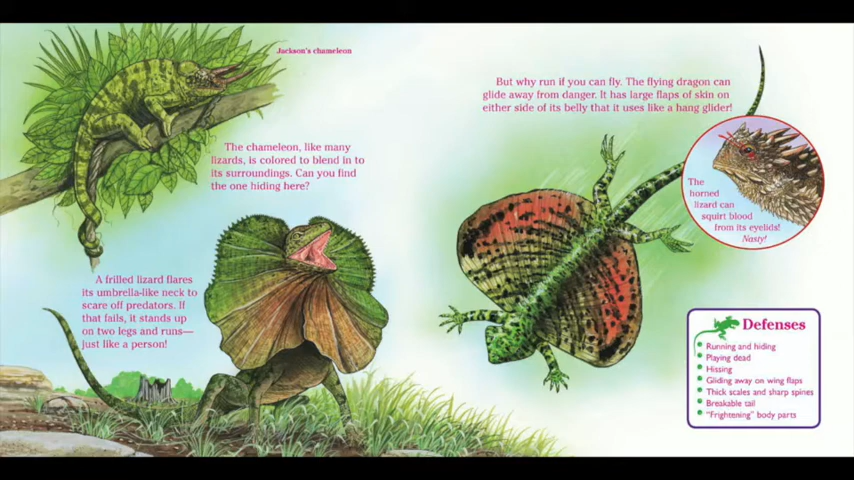 Jackson's chameleon
The chameleon, like many
lizards, is colored to blend in to
its surroundings. Can you find
the one hiding here?
A frilled lizard flares
its umbrella-like neck to
scare off predators. If
that fails, it stands up
on two legs and runs—
just like a person!
But why run if you can fly. The flying dragon can
glide away from danger. It has large flaps of skin on
either side of its belly that it uses like a hang glider!
The
horned
lizard can
squirt blood
from its eyelids!
Nasty!
Defenses
Running and hiding
Playing dead
Hissing
Gliding away on wing flaps
Thick scales and sharp spines
Breakable tail
"Frightening" body parts